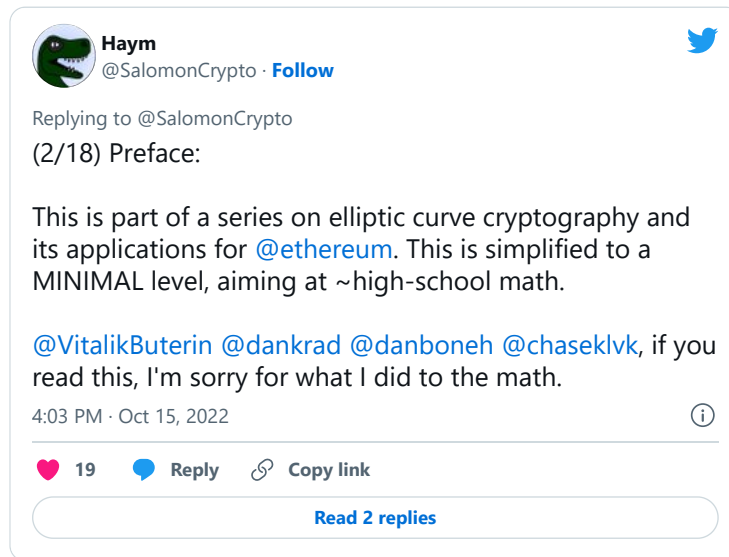 Haym
@SalomonCrypto · Follow
Replying to @SalomonCrypto
(2/18) Preface:
This is part of a series on elliptic curve cryptography and
its applications for @ethereum. This is simplified to a
MINIMAL level, aiming at ~high-school math.
@VitalikButerin @dankrad @danboneh @chaseklvk, if you
read this, I'm sorry for what I did to the math.
4:03 PM · Oct 15, 2022
19 Reply Copy link
Read 2 replies